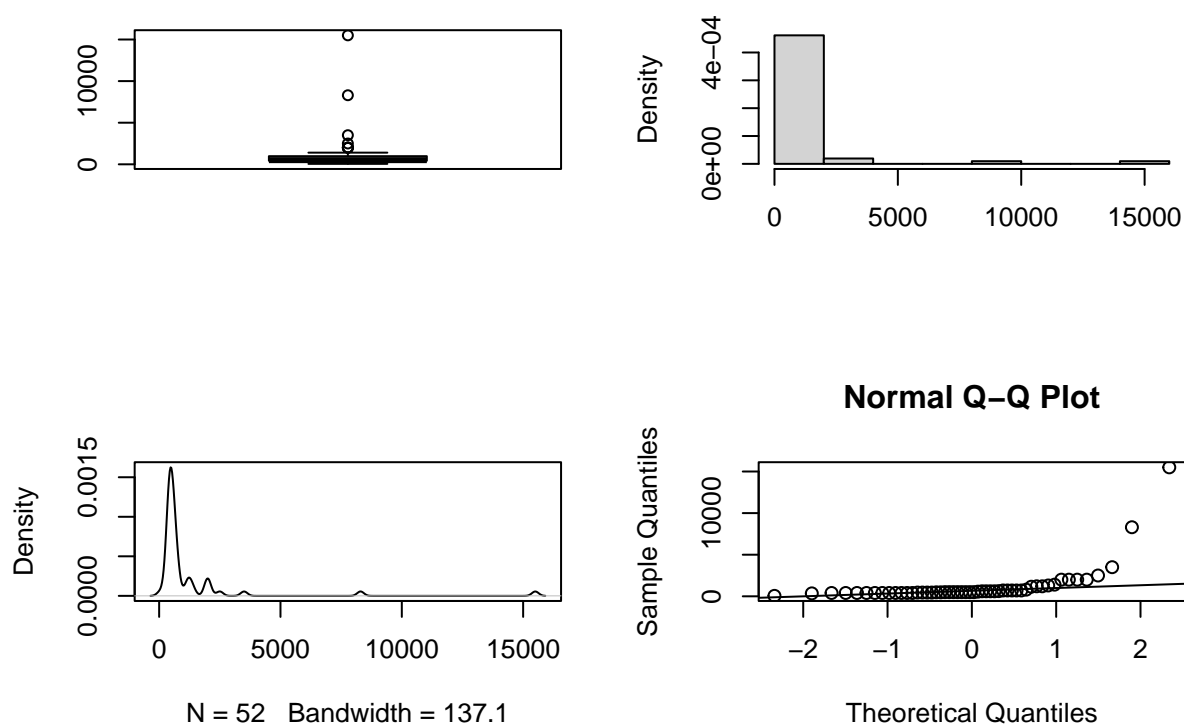 0
10000
Density
0e+00
4e−04
0
5000
10000
15000
Density
0.0000
0.0015
0
5000
10000
15000
N = 52   Bandwidth = 137.1
Normal Q−Q Plot
Sample Quantiles
0
10000
−2
−1
0
1
2
Theoretical Quantiles